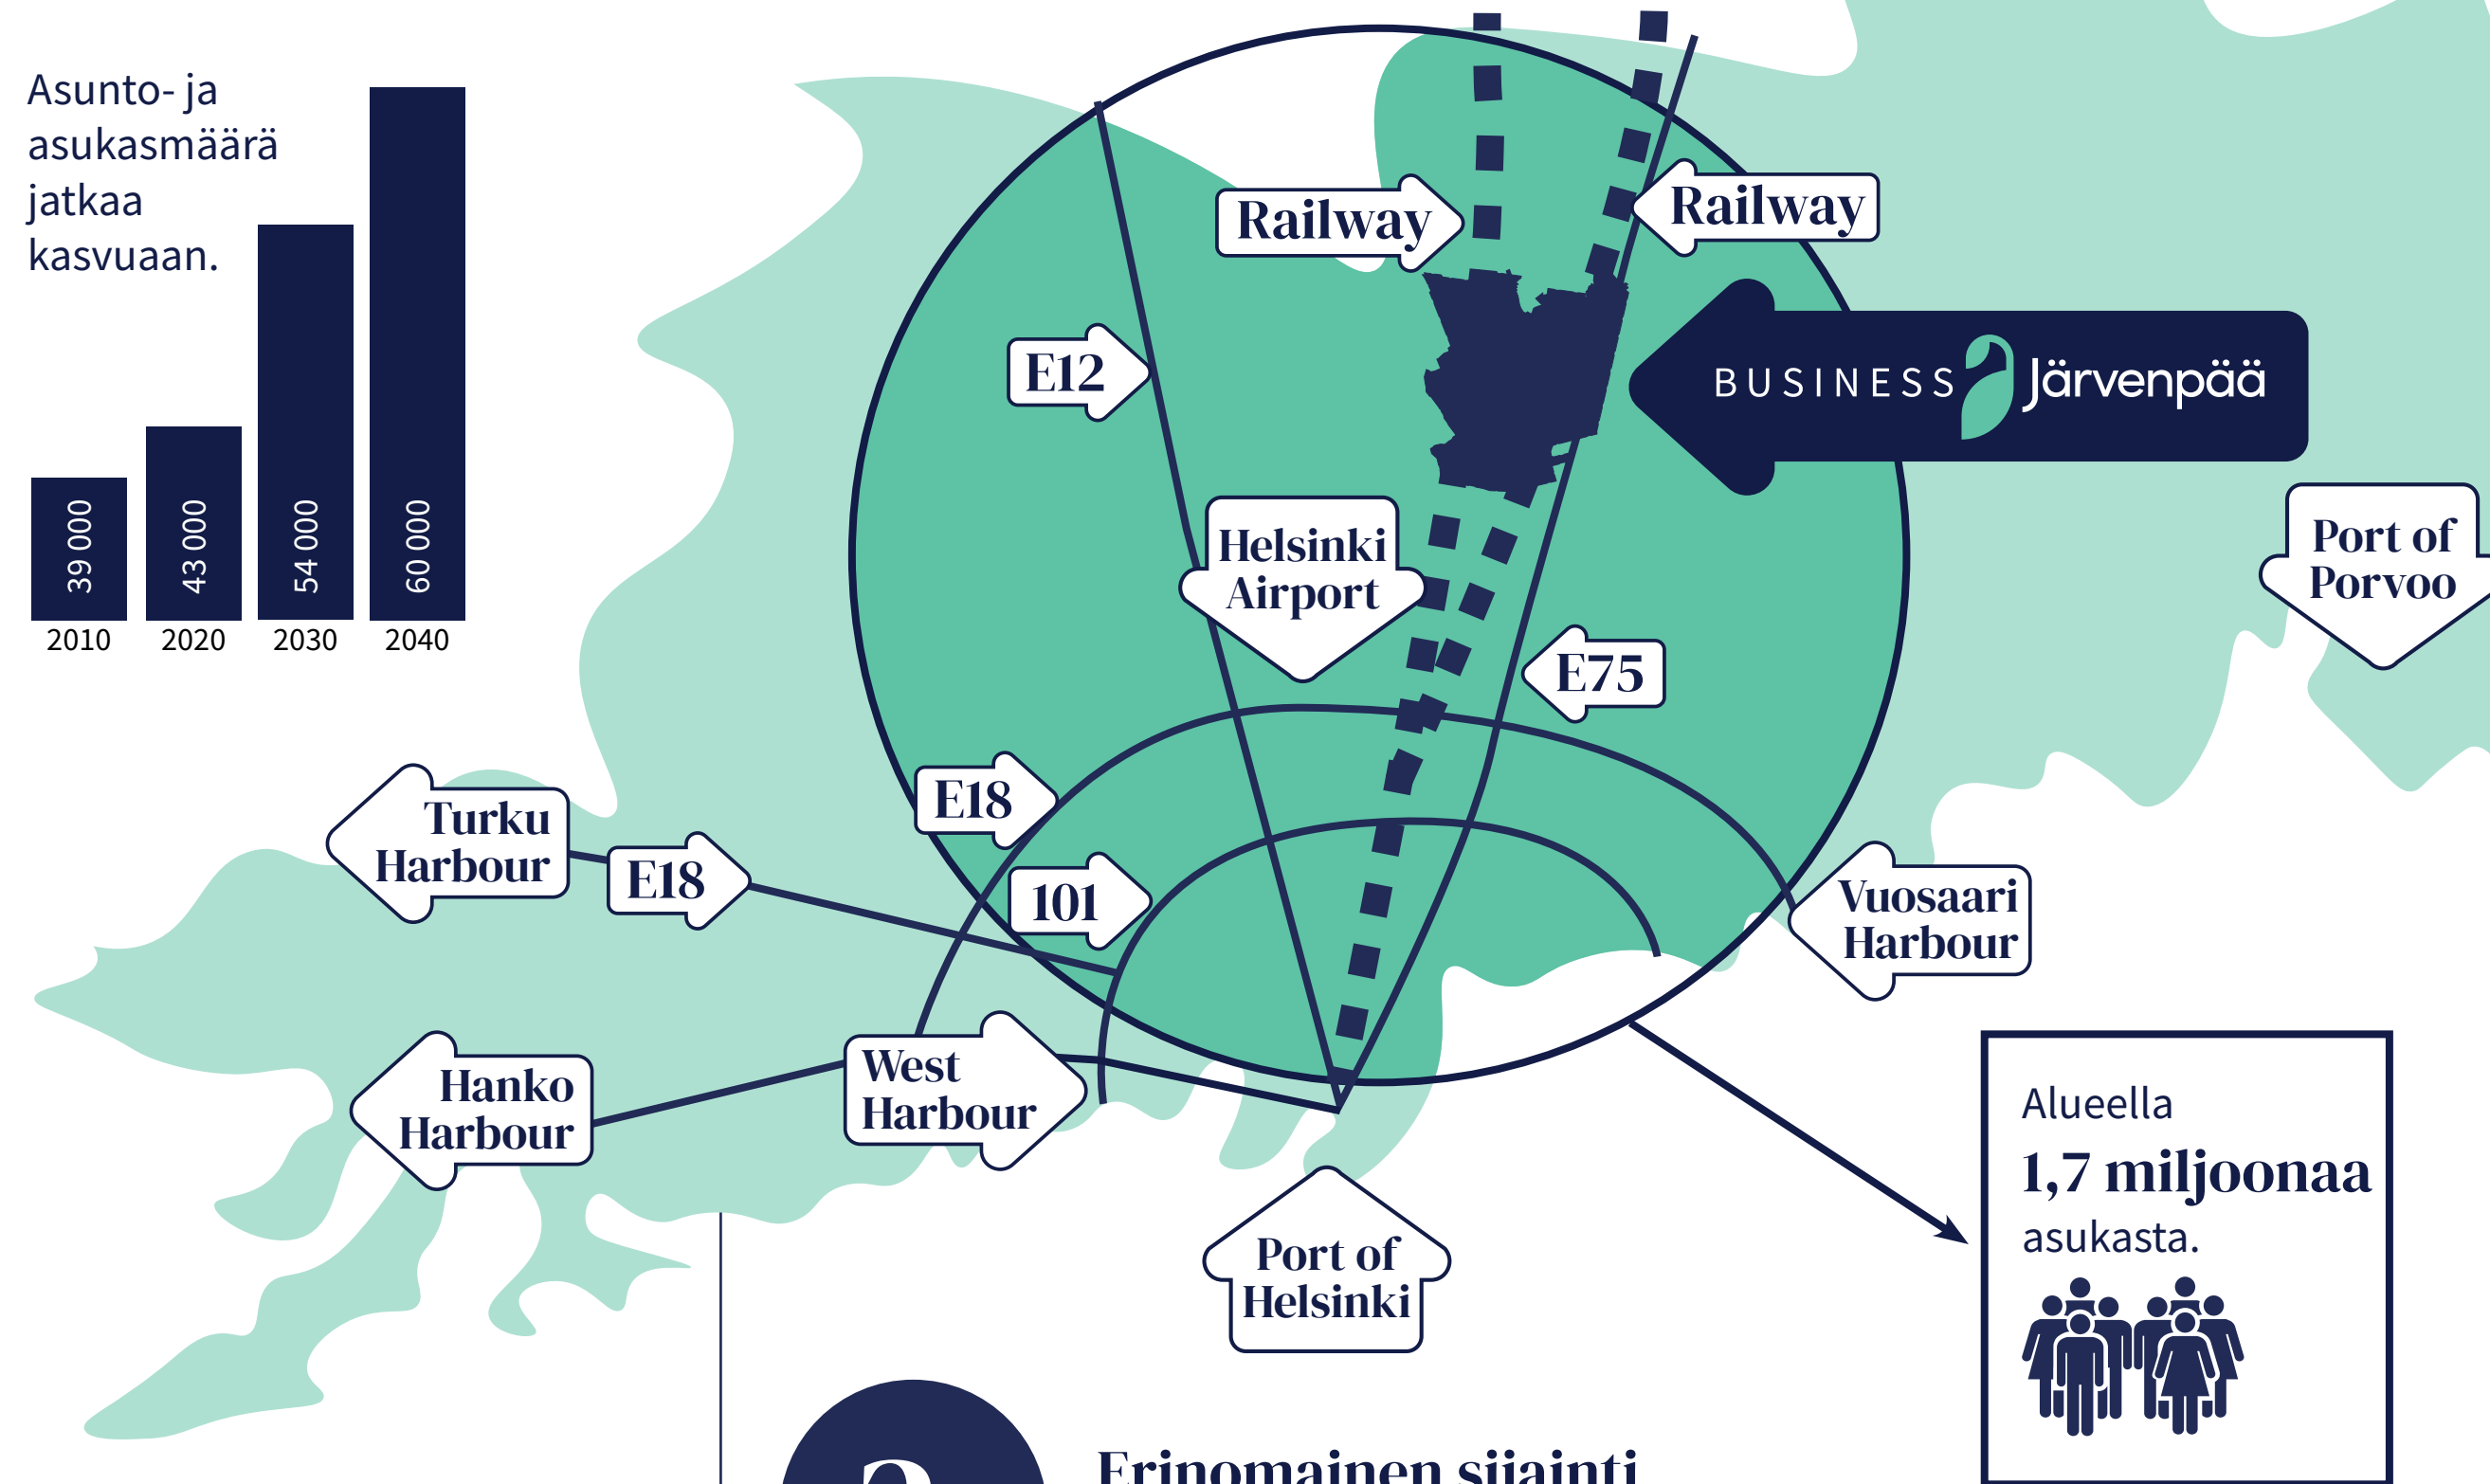 Asunto- ja
asukasmäärä
jatkaa
kasvuaan.
39 000
43 000
54 000
60 000
2010
2020
2030
2040
Railway
Railway
E12
BUSINESS Järvenpää
Helsinki
Airport
Port of
Porvoo
E75
E18
Turku
Harbour
E18
101
Vuosaari
Harbour
West
Harbour
Hanko
Harbour
Port of
Helsinki
Alueella
1,7 miljoonaa
asukasta.
Erinomainen sijainti